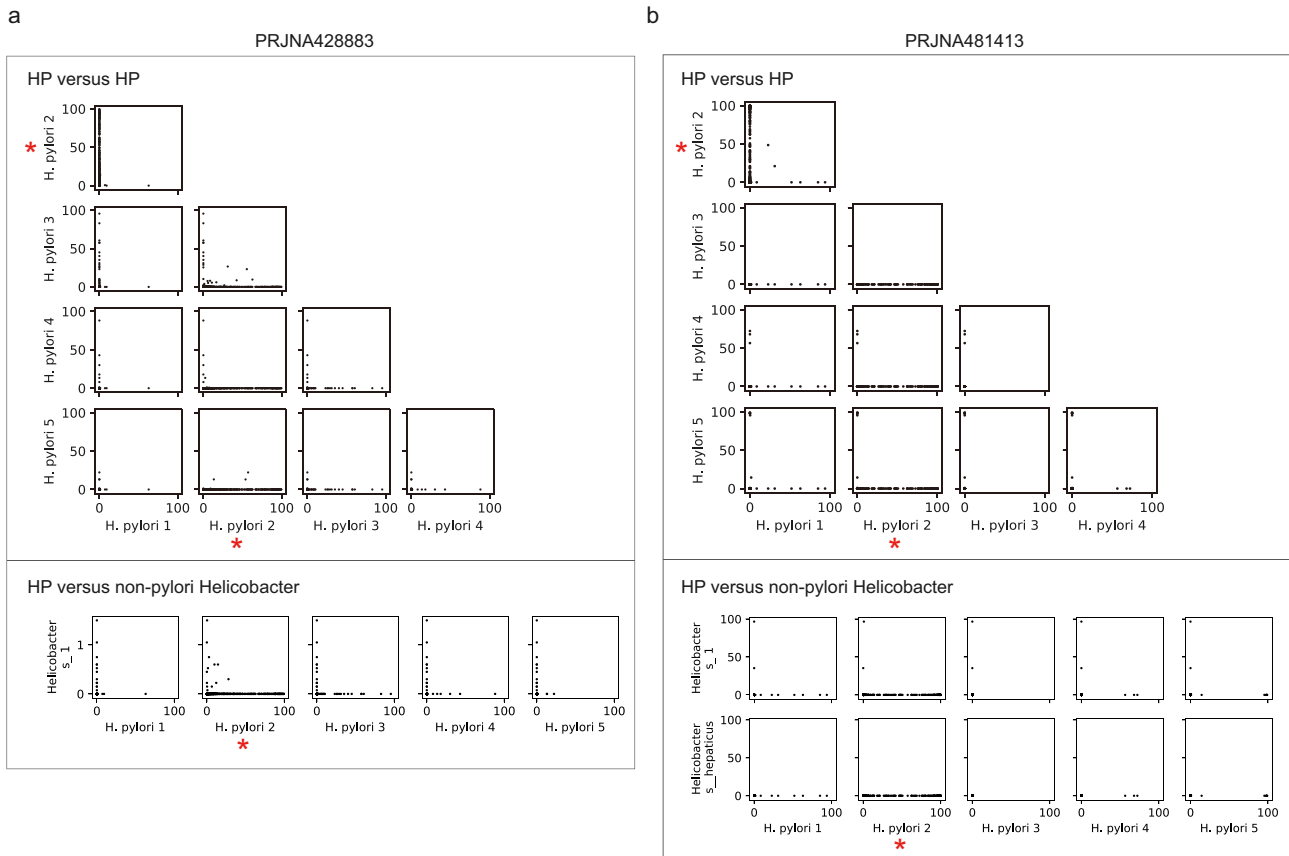 a
PRJNA428883
HP versus HP
100
50
0
H. pylori 2
*
100
50
0
H. pylori 3
100
50
0
H. pylori 4
100
50
0
H. pylori 5
0 100 0 100 0 100 0 100
H. pylori 1 H. pylori 2 H. pylori 3 H. pylori 4
*
HP versus non-pylori Helicobacter
1
0
Helicobacter
s_1
0 100 0 100 0 100 0 100 0 100
H. pylori 1 H. pylori 2 H. pylori 3 H. pylori 4 H. pylori 5
*
b
PRJNA481413
HP versus HP
100
50
0
H. pylori 2
*
100
50
0
H. pylori 3
100
50
0
H. pylori 4
100
50
0
H. pylori 5
0 100 0 100 0 100 0 100
H. pylori 1 H. pylori 2 H. pylori 3 H. pylori 4
*
HP versus non-pylori Helicobacter
100
50
0
Helicobacter
s_1
100
50
0
Helicobacter
s__hepaticus
0 100 0 100 0 100 0 100 0 100
H. pylori 1 H. pylori 2 H. pylori 3 H. pylori 4 H. pylori 5
*